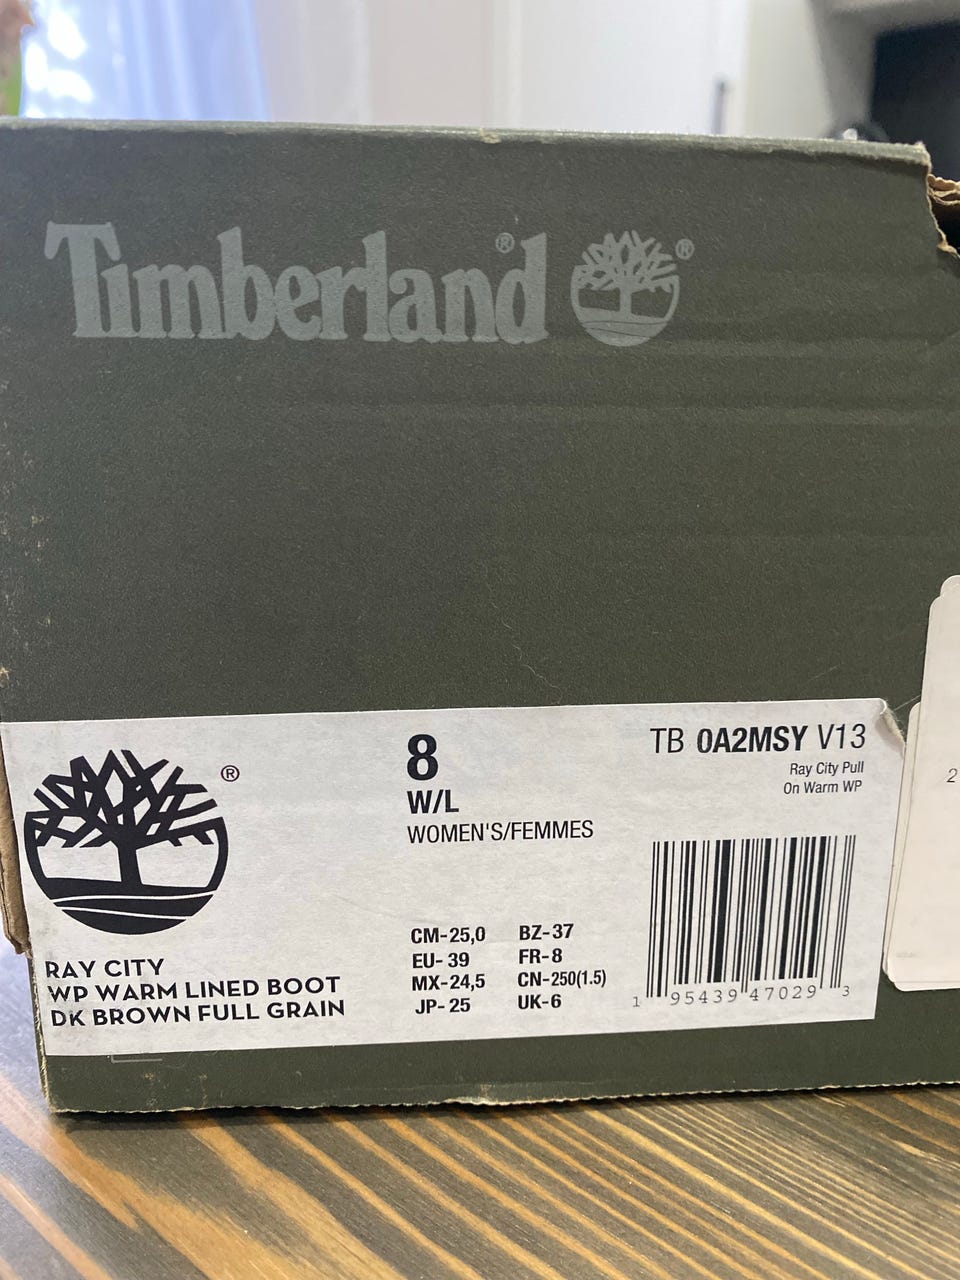 Timberland® ®
®
RAY CITY
WP WARM LINED BOOT
DK BROWN FULL GRAIN
8
W/L
WOMEN'S/FEMMES
CM-25,0 BZ-37
EU-39 FR-8
MX-24,5 CN-250(1.5)
JP-25 UK-6
TB 0A2MSY V13
Ray City Pull
On Warm WP
1 95439 47029 3
2